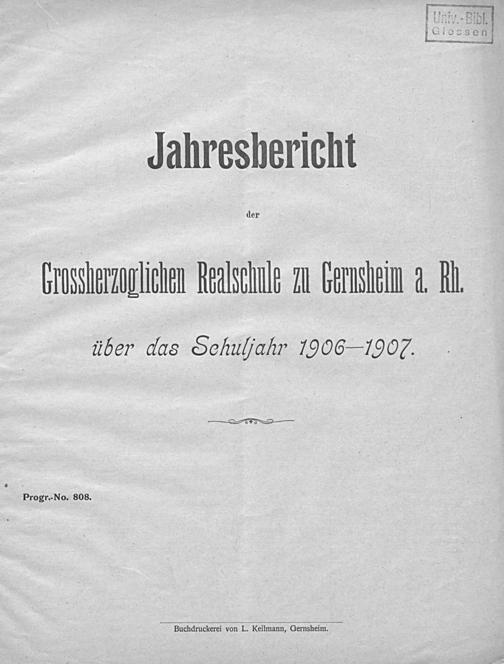 Univ.-Bibl.
Giessen
Jahresbericht
der
Grossherzoglichen Realschule zu Gernsheim a. Rh.
über das Schuljahr 1906—1907.
Progr.-No. 808.
Buchdruckerei von L. Keilmann, Gernsheim.